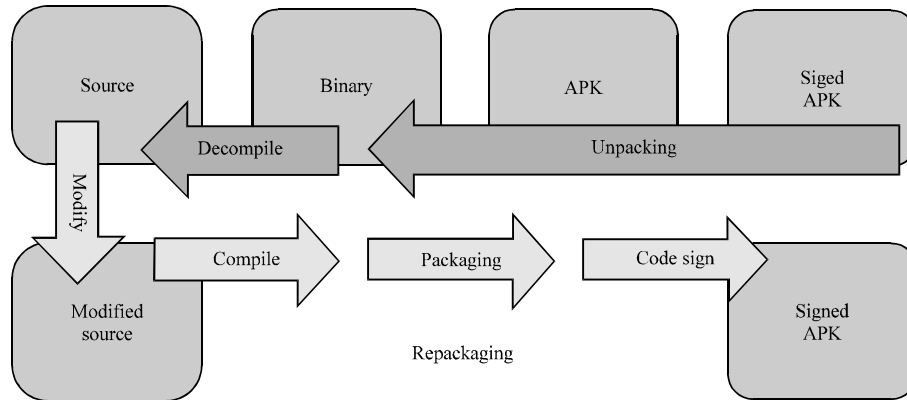 Source
Binary
APK
Siged
APK
Decompile
Unpacking
Modify
Compile
Packaging
Code sign
Modified
source
Signed
APK
Repackaging